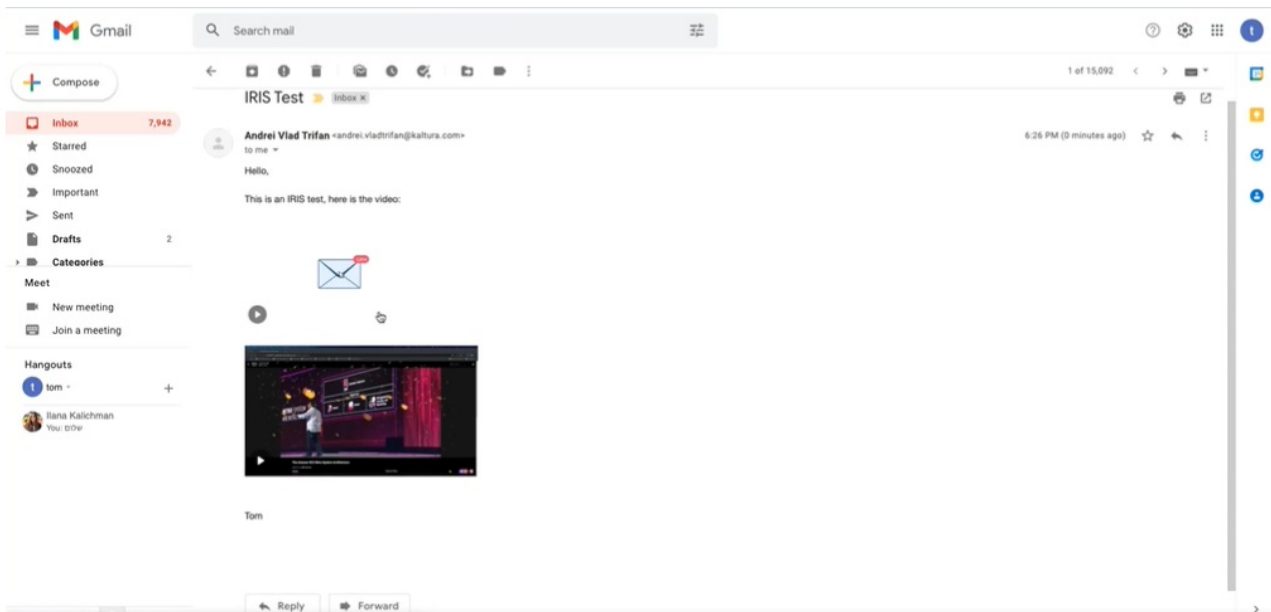 Gmail
Search mail
t
Compose
1 of 15,092
IRIS Test
Inbox x
Inbox 7,942
Starred
Snoozed
Important
Sent
Drafts 2
Categories
Andrei Vlad Trifan <andrei.vladtrifan@kaltura.com>
6:26 PM (0 minutes ago)
to me
Hello,
This is an IRIS test, here is the video:
Meet
New meeting
Join a meeting
Hangouts
t
tom
+
Ilana Kalichman
You: שלום
Tom
Reply
Forward